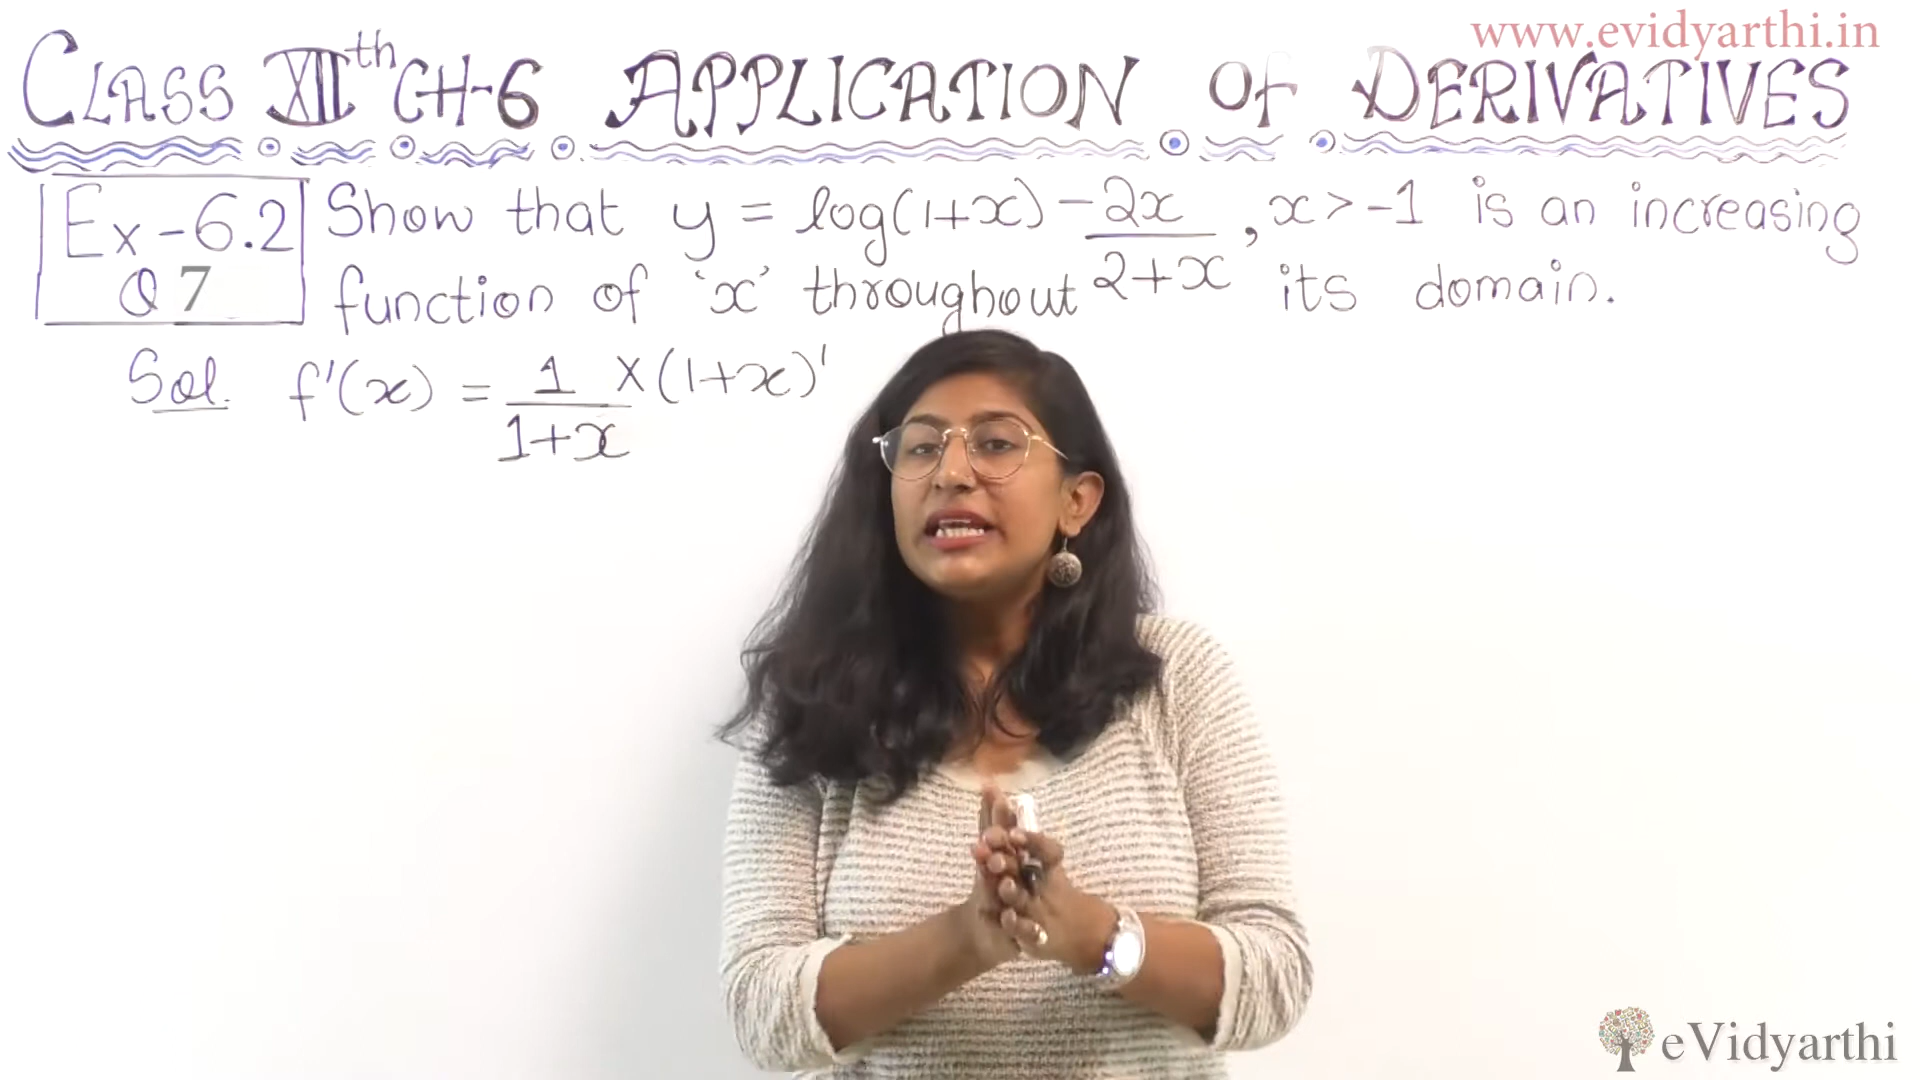 www.evidyarthi.in
CLASS XIIth CH-6 APPLICATION Of DERIVATIVES
Ex-6.2
Q 7
Show that y = log(1+x) - 2x/2+x, x > -1 is an increasing
function of 'x' throughout its domain.
Sol. f'(x) = 1/1+x × (1+x)'
eVidyarthi